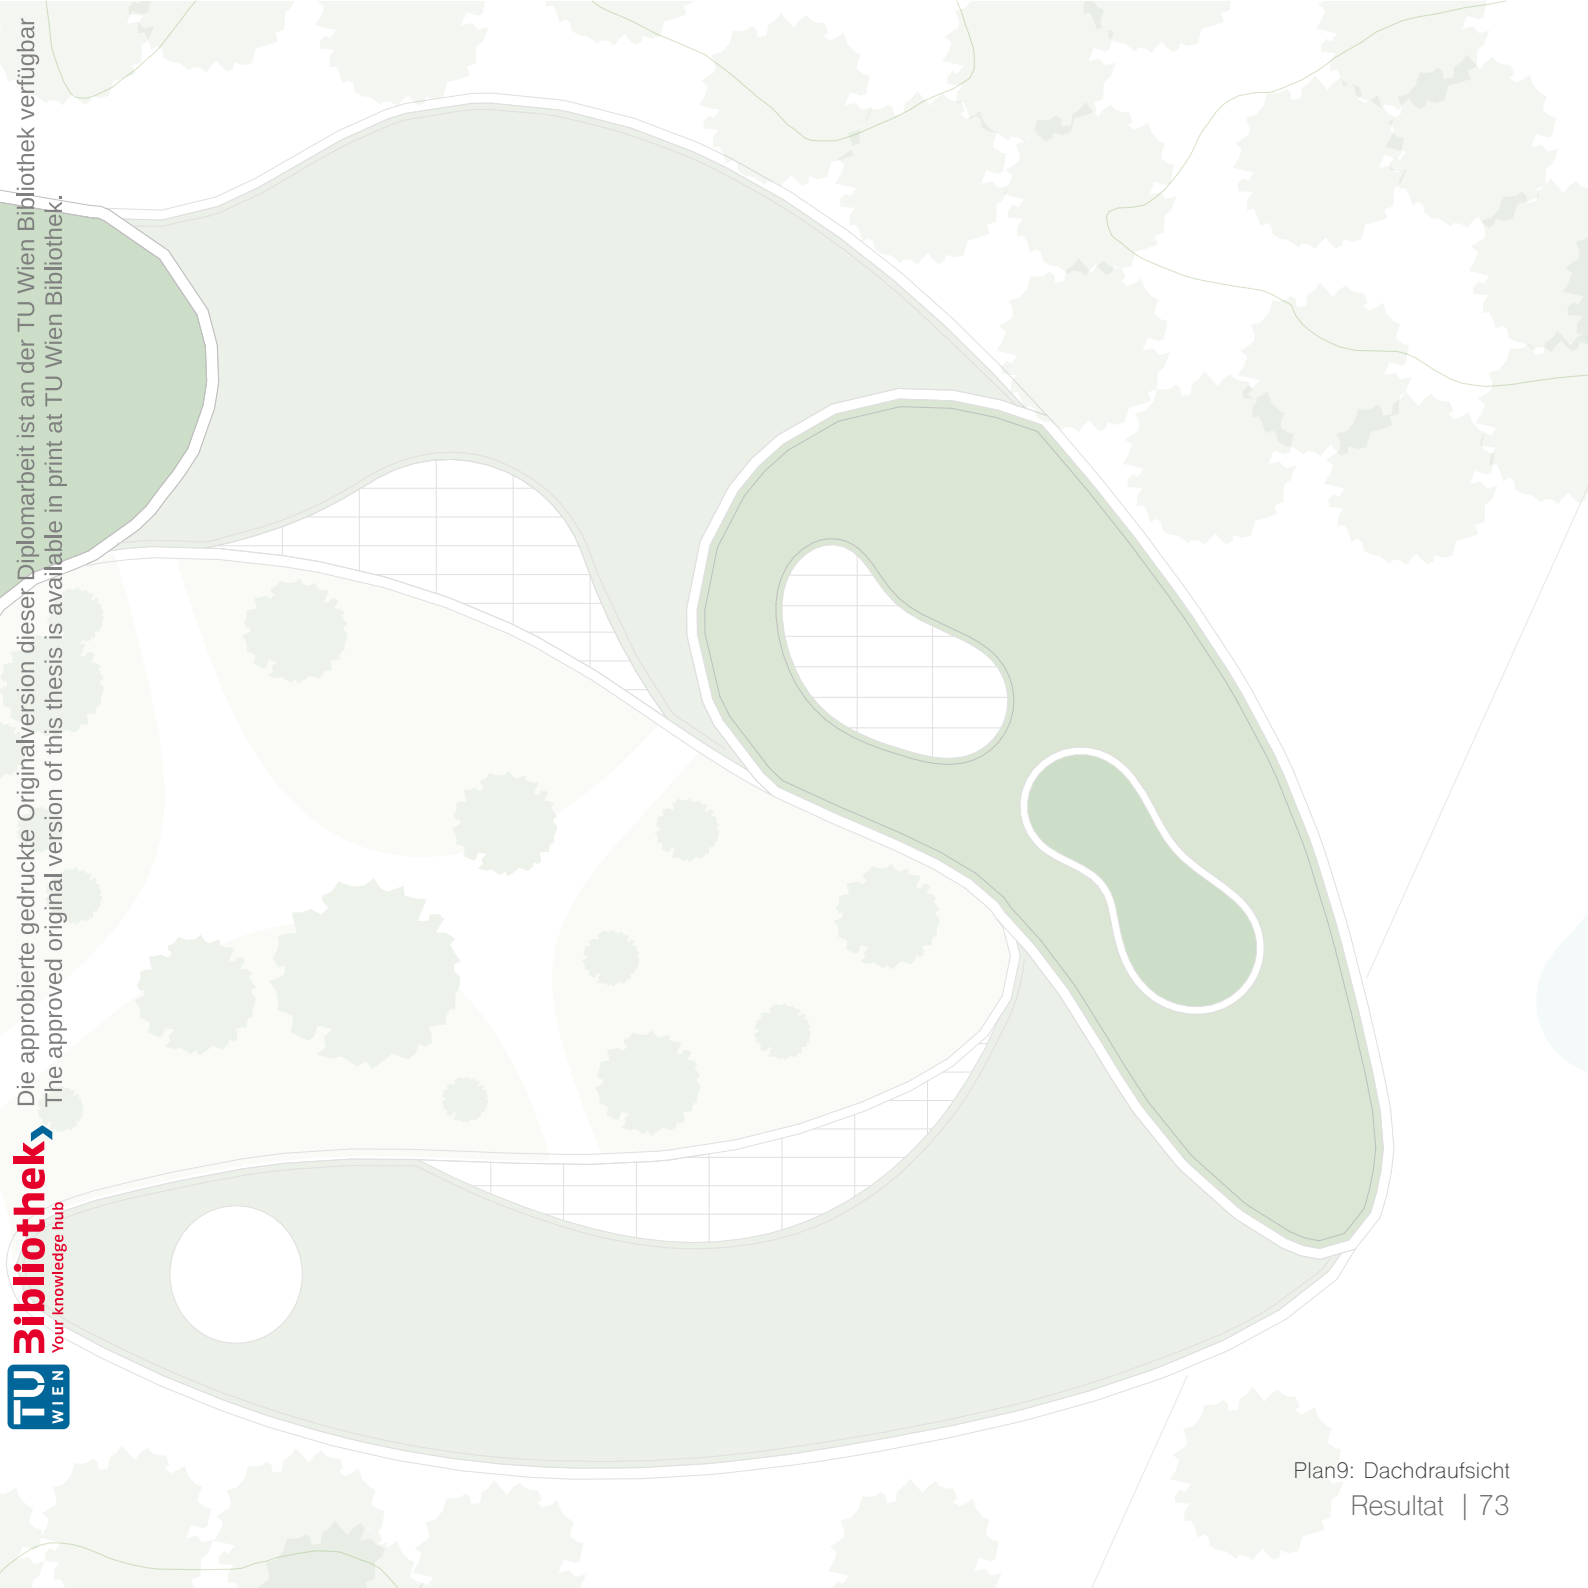 Die approbierte gedruckte Originalversion dieser Diplomarbeit ist an der TU Wien Bibliothek verfügbar
The approved original version of this thesis is available in print at TU Wien Bibliothek.
Bibliothek
Your knowledge hub
TU
WIEN
Plan9: Dachdraufsicht
Resultat | 73